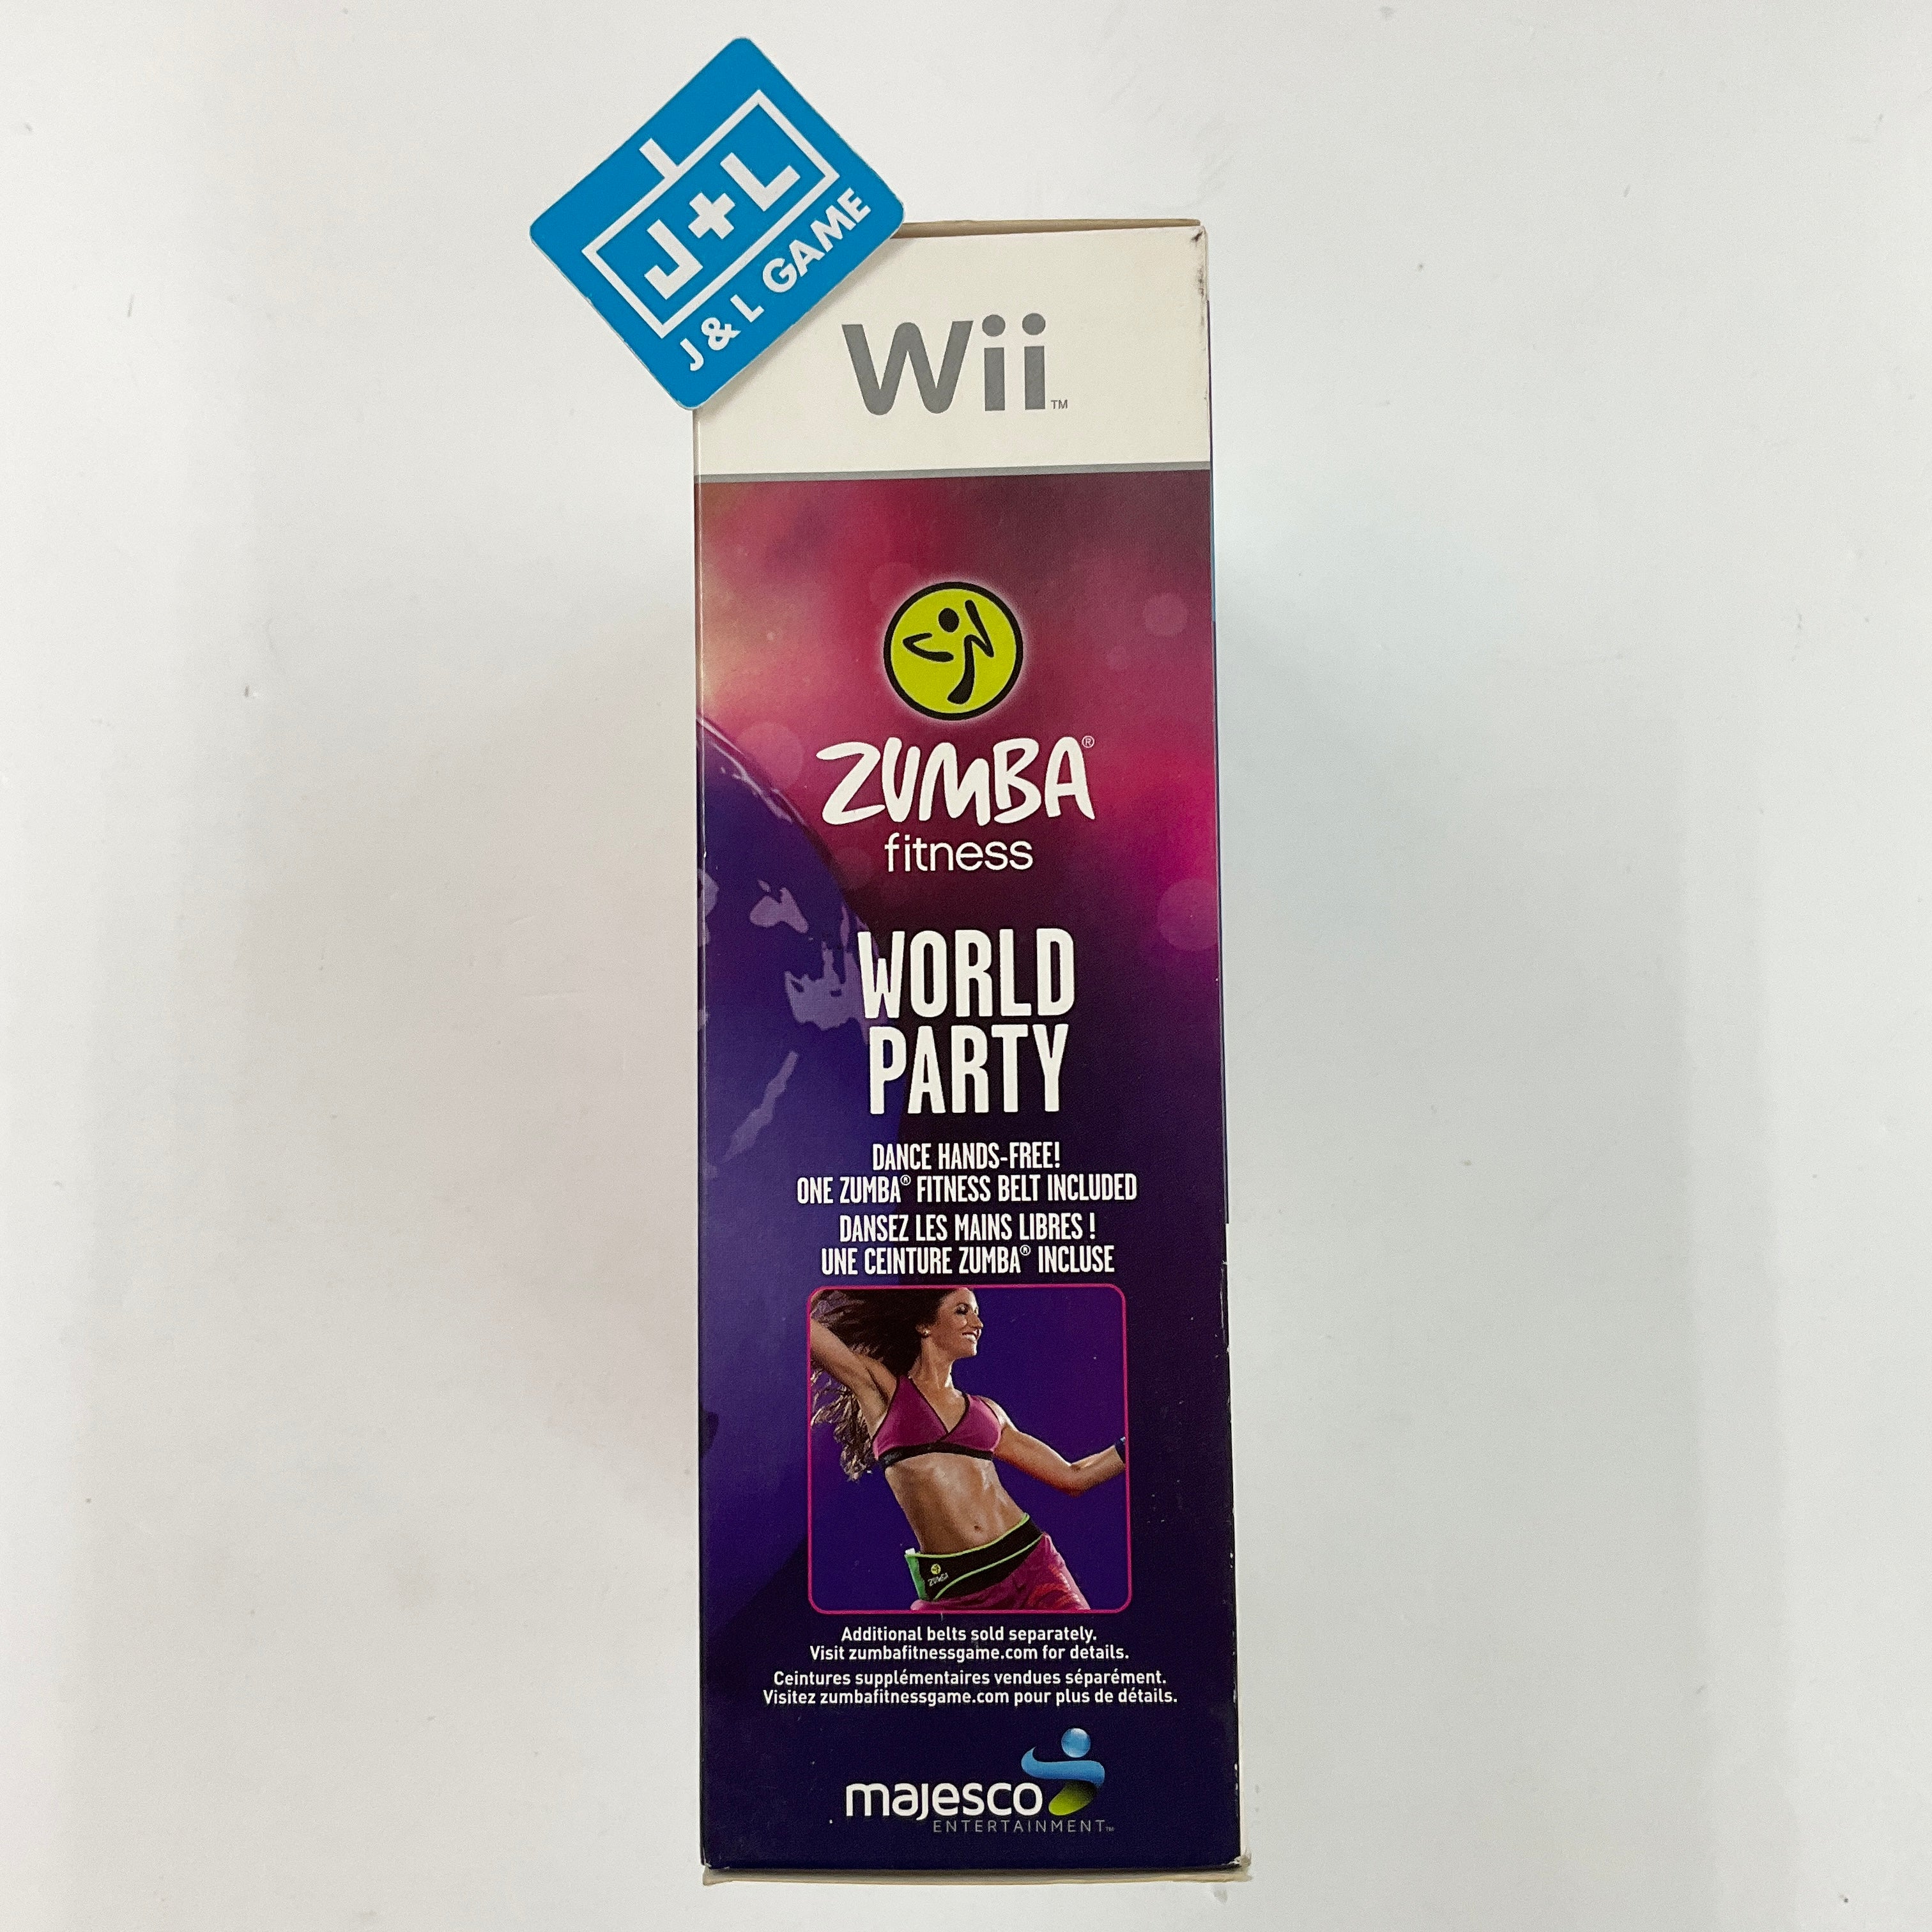 J+L
J & L GAME
Wii™
ZUMBA®
fitness
WORLD
PARTY
DANCE HANDS-FREE!
ONE ZUMBA® FITNESS BELT INCLUDED
DANSEZ LES MAINS LIBRES !
UNE CEINTURE ZUMBA® INCLUSE
ZUMBA
Additional belts sold separately.
Visit zumbafitnessgame.com for details.
Ceintures supplémentaires vendues séparément.
Visitez zumbafitnessgame.com pour plus de détails.
majesco
ENTERTAINMENT™